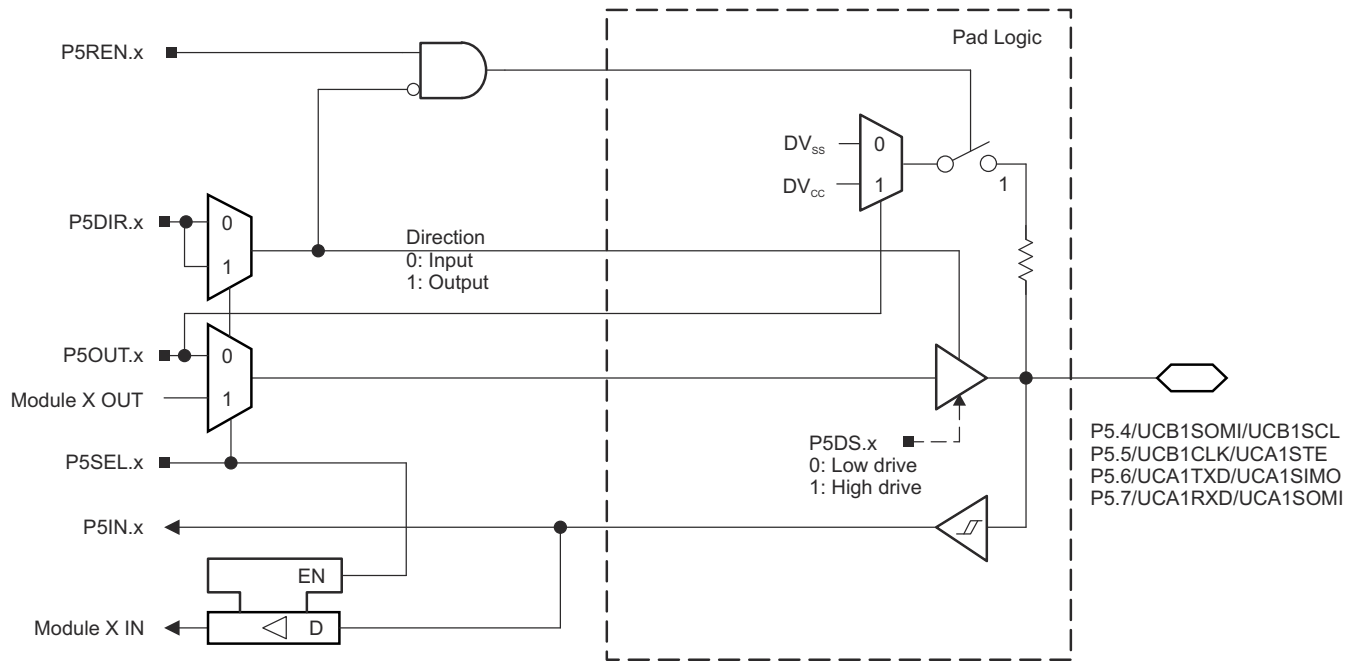 Pad Logic
P5REN.x
DVSS
0
DVCC
1
1
P5DIR.x
0
1
Direction
0: Input
1: Output
P5OUT.x
0
Module X OUT
1
P5DS.x
0: Low drive
1: High drive
P5.4/UCB1SOMI/UCB1SCL
P5.5/UCB1CLK/UCA1STE
P5.6/UCA1TXD/UCA1SIMO
P5.7/UCA1RXD/UCA1SOMI
P5SEL.x
P5IN.x
EN
Module X IN
D